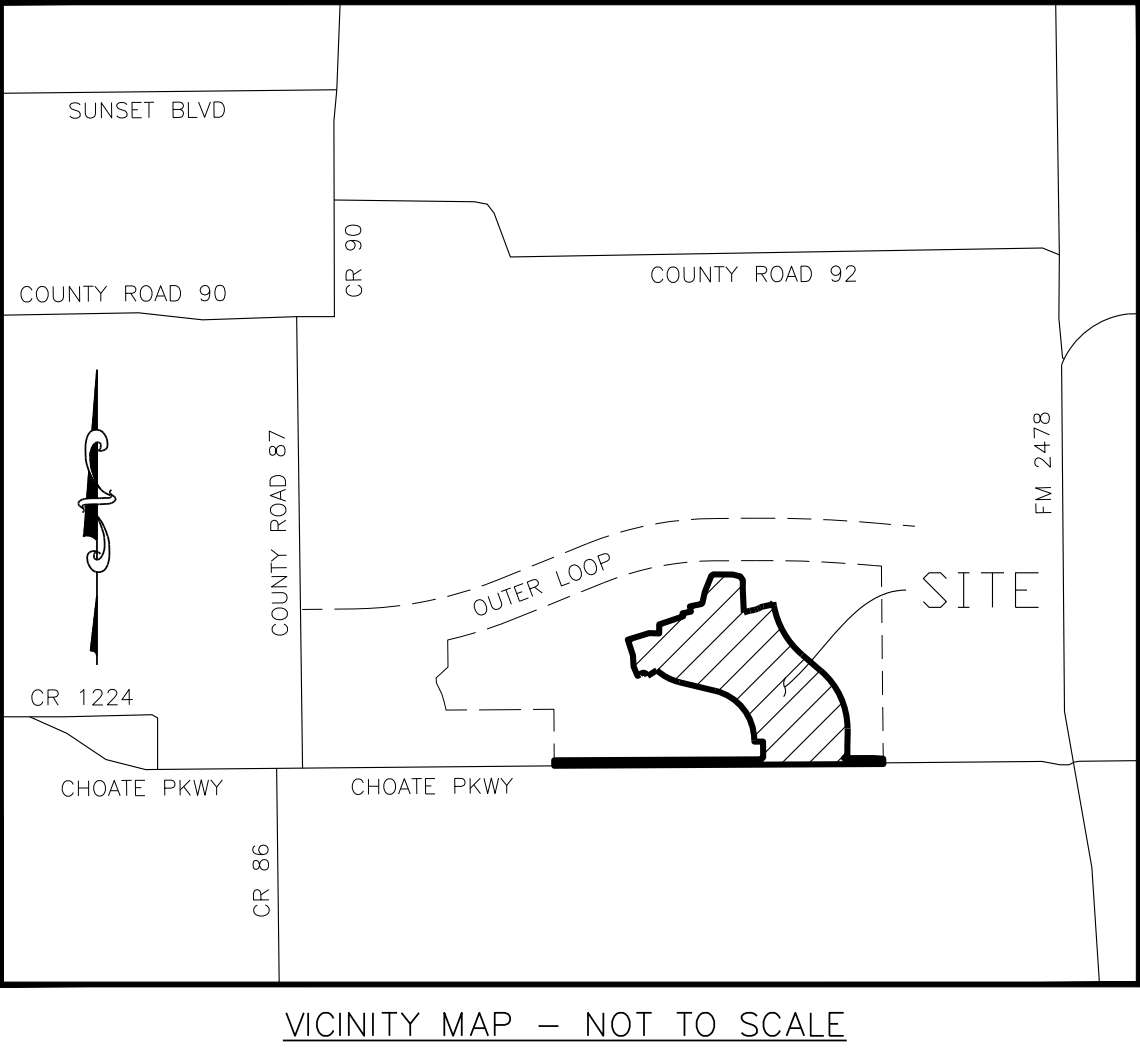 SUNSET BLVD
CR 90
COUNTY ROAD 92
COUNTY ROAD 90
COUNTY ROAD 87
FM 2478
OUTER LOOP
SITE
CR 1224
CHOATE PKWY
CHOATE PKWY
CR 86
VICINITY MAP – NOT TO SCALE